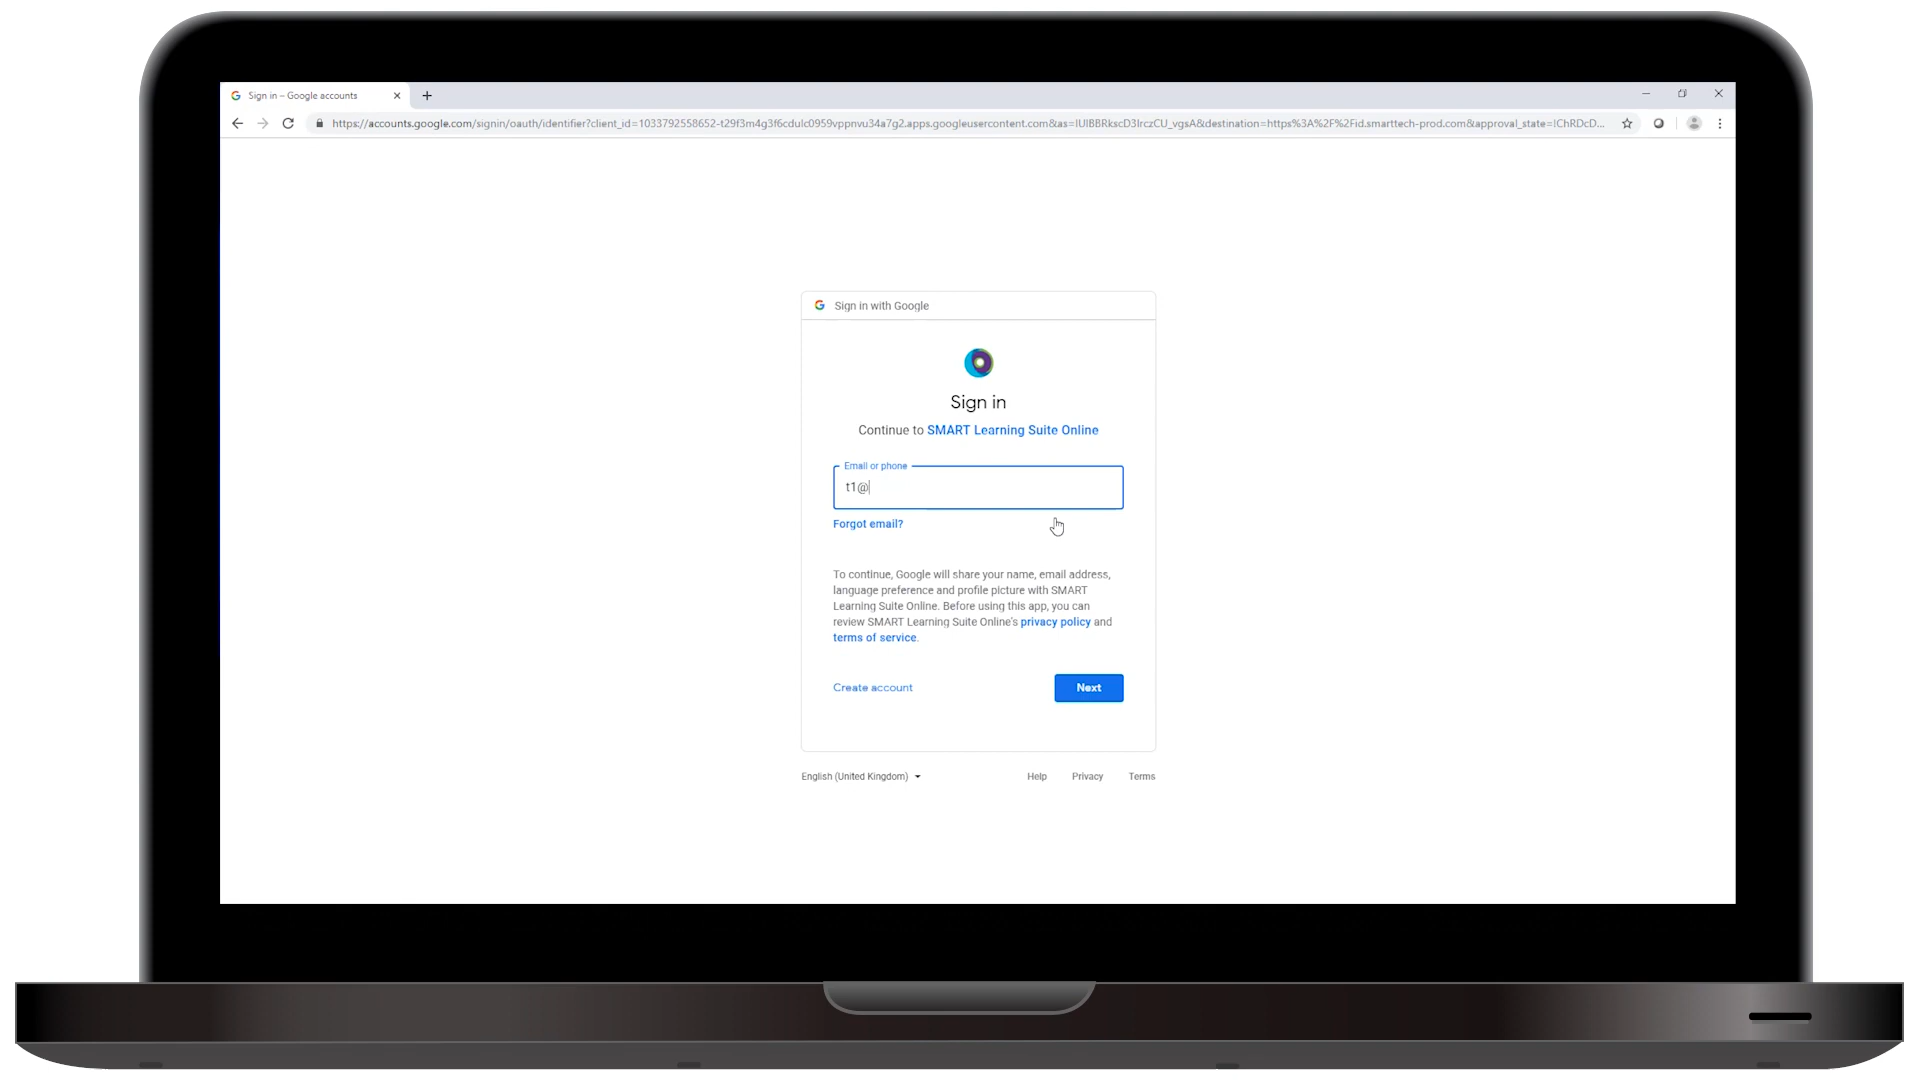 Sign in – Google accounts
https://accounts.google.com/signin/oauth/identifier?client_id=1033792558652-t29f3m4g3f6cdulc0959vppnvu34a7g2.apps.googleusercontent.com&as=IUIBBRkscD3IrczCU_vgsA&destination=https%3A%2F%2Fid.smarttech-prod.com&approval_state=IChRDcD...
Sign in with Google
Sign in
Continue to SMART Learning Suite Online
Email or phone
t1@
Forgot email?
To continue, Google will share your name, email address,
language preference and profile picture with SMART
Learning Suite Online. Before using this app, you can
review SMART Learning Suite Online's privacy policy and
terms of service.
Create account
Next
English (United Kingdom)
Help
Privacy
Terms